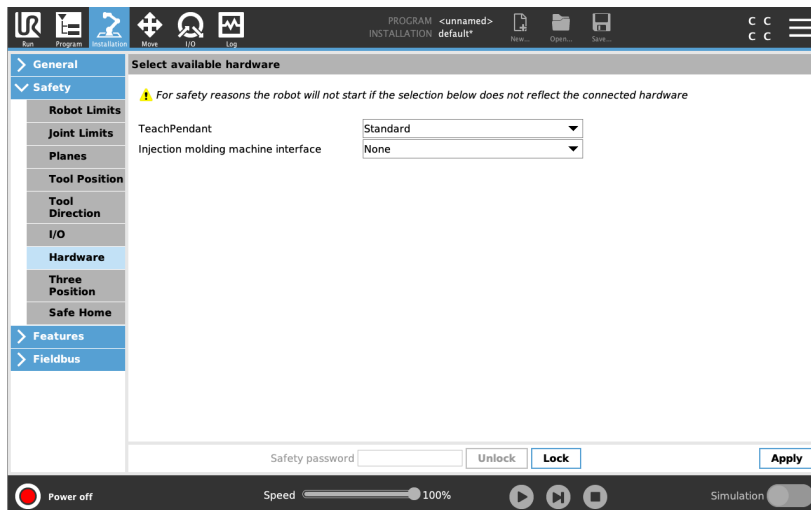 UR
Run
Program
Installation
Move
I/O
Log
PROGRAM <unnamed>
INSTALLATION default*
New...
Open...
Save...
C C
C C
General
Safety
Robot Limits
Joint Limits
Planes
Tool Position
Tool
Direction
I/O
Hardware
Three
Position
Safe Home
Features
Fieldbus
Select available hardware
For safety reasons the robot will not start if the selection below does not reflect the connected hardware
TeachPendant Standard
Injection molding machine interface None
Safety password Unlock Lock Apply
Power off Speed 100% Simulation